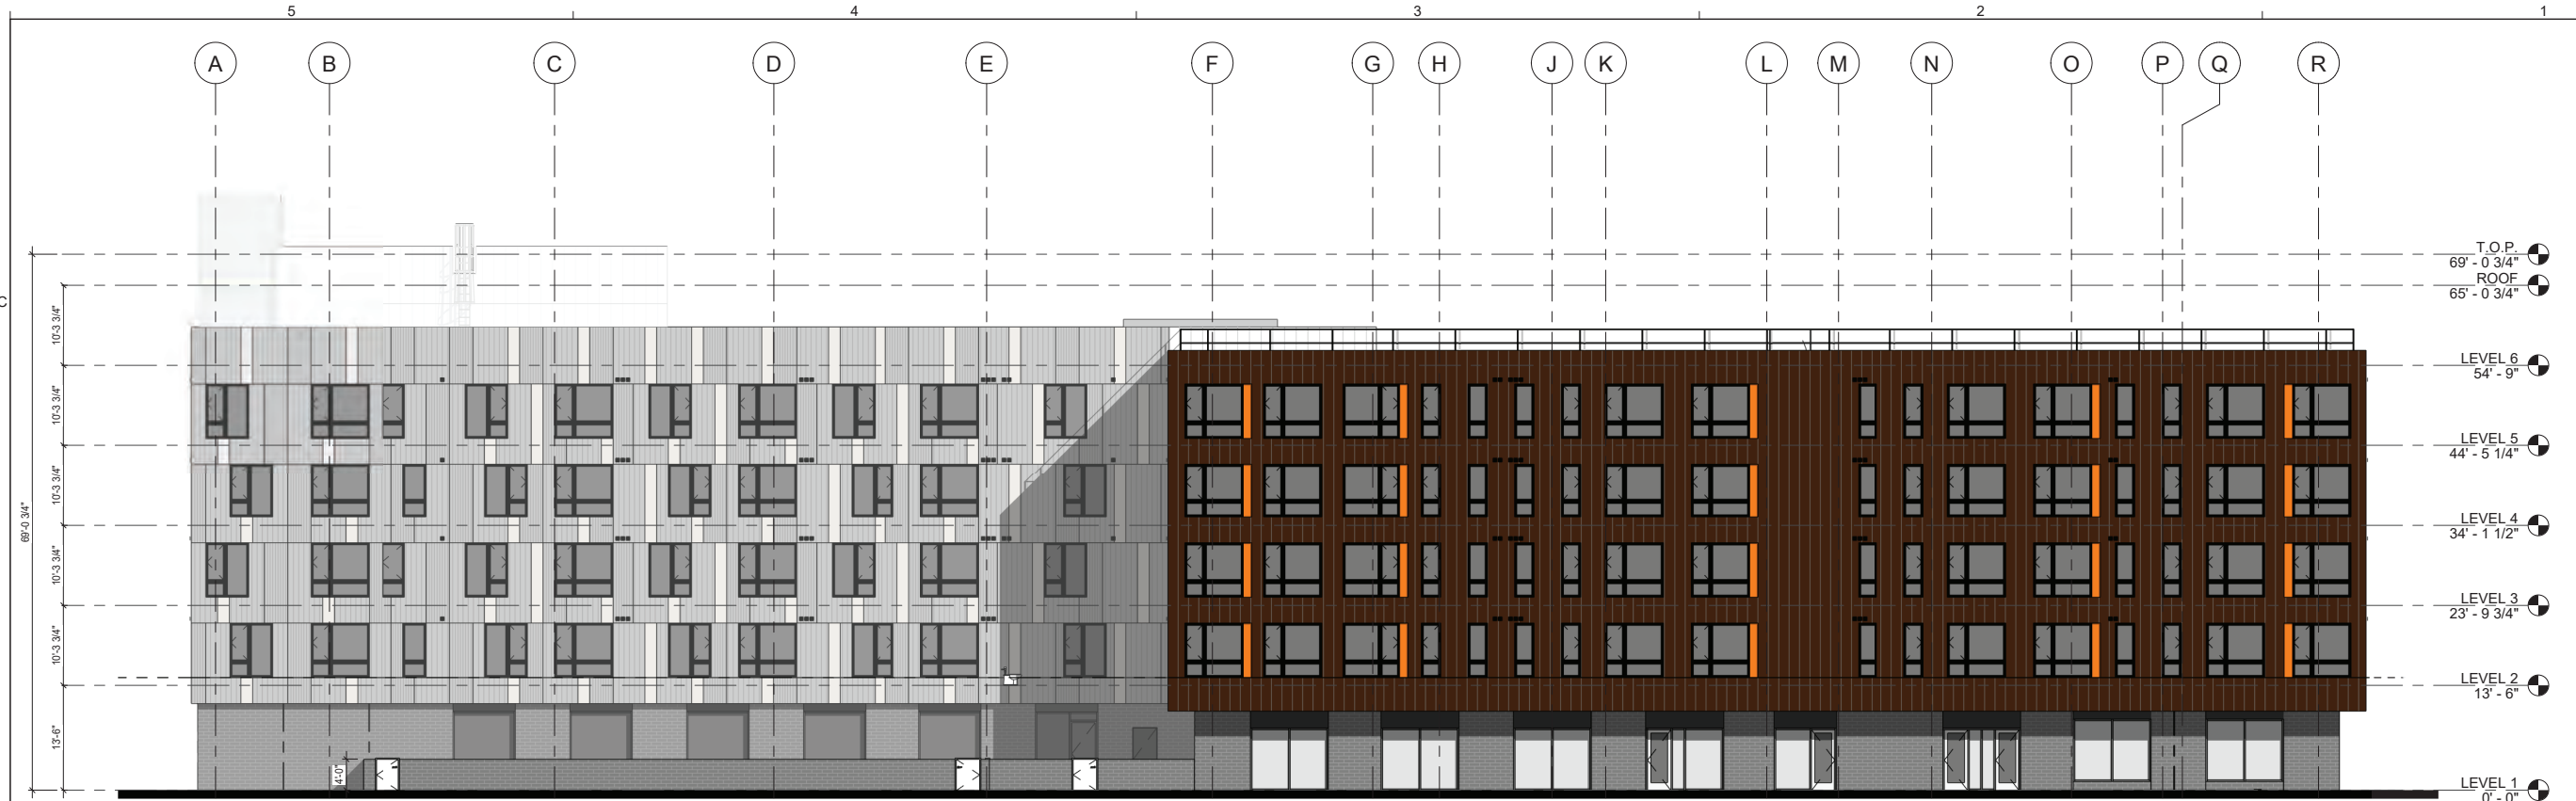 5 4 3 2 1
A B C D E F G H J K L M N O P Q R
T.O.P.
69' - 0 3/4"
ROOF
65' - 0 3/4"
C
10'-3 3/4"
LEVEL 6
54' - 9"
10'-3 3/4"
LEVEL 5
44' - 5 1/4"
10'-3 3/4"
LEVEL 4
34' - 1 1/2"
69'-0 3/4"
10'-3 3/4"
LEVEL 3
23' - 9 3/4"
10'-3 3/4"
LEVEL 2
13' - 6"
13'-6"
4'-0"
LEVEL 1
0' - 0"